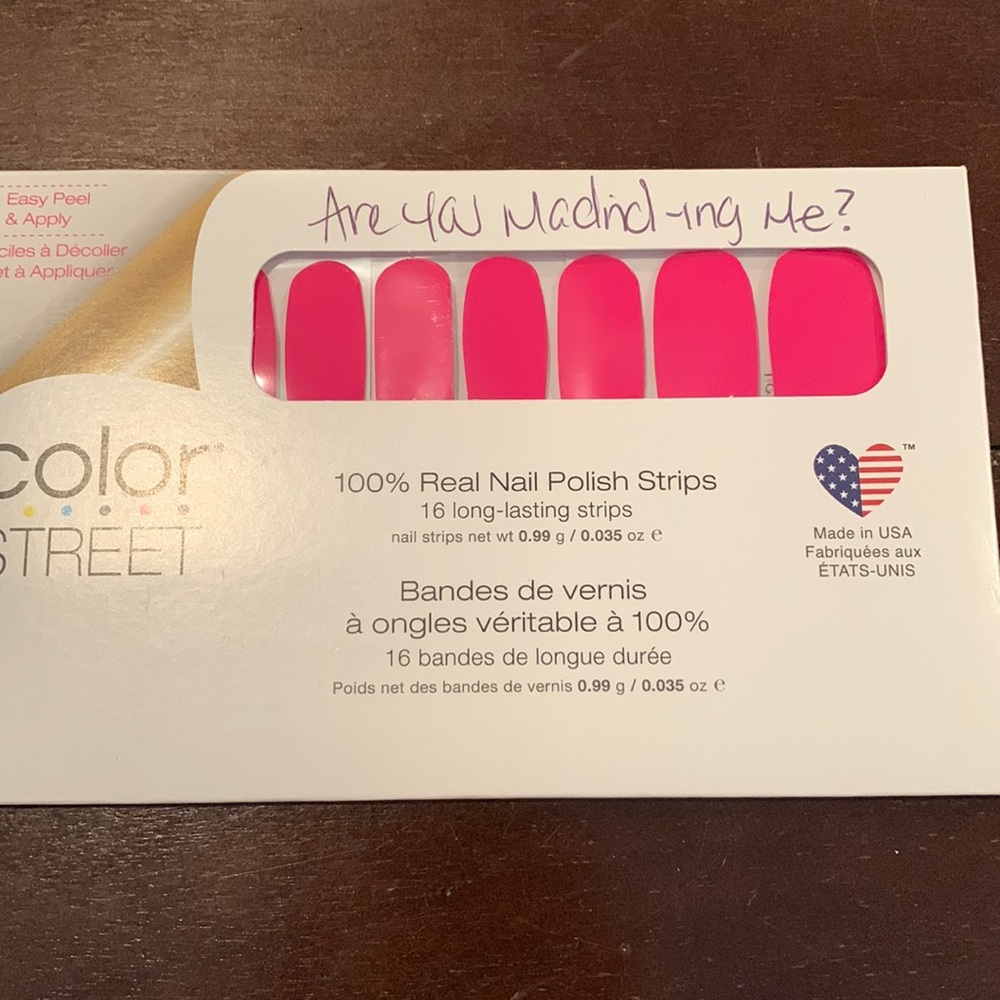 Easy Peel
& Apply
ciles à Décoller
et à Appliquer
Are You Madrid-ing Me?
color
STREET
100% Real Nail Polish Strips
16 long-lasting strips
nail strips net wt 0.99 g / 0.035 oz ℮
Bandes de vernis
à ongles véritable à 100%
16 bandes de longue durée
Poids net des bandes de vernis 0.99 g / 0.035 oz ℮
™
Made in USA
Fabriquées aux
ÉTATS-UNIS